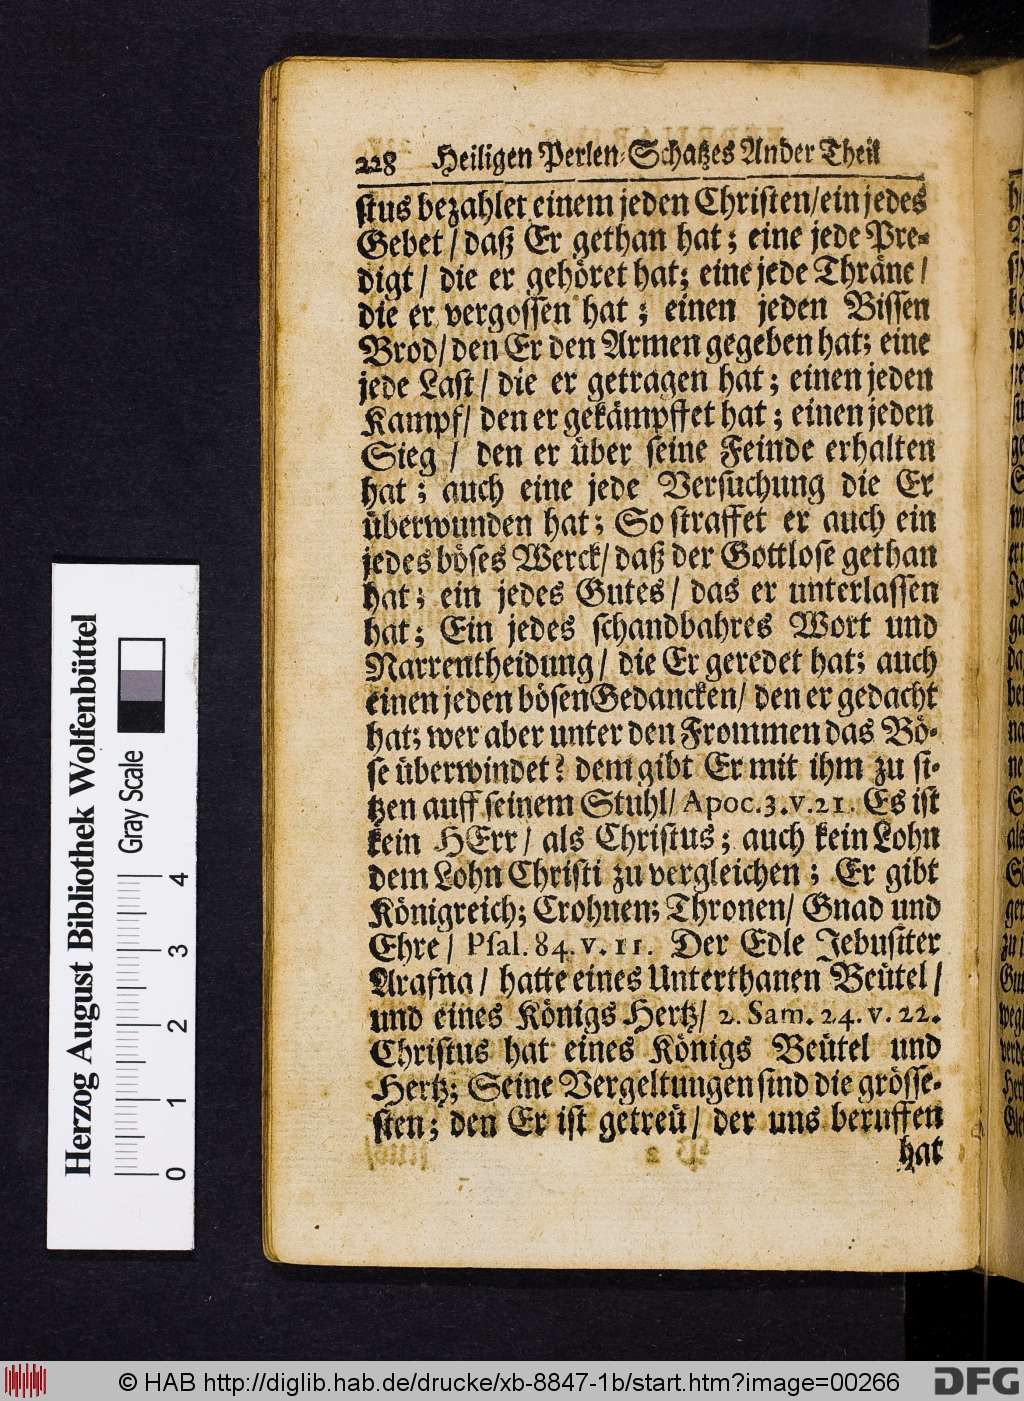 228 Heiligen Perlen-Schatzes Ander Theil
stus bezahlet einem jeden Christen/ein jedes
Gebet / daß Er gethan hat; eine jede Pre-
digt / die er gehöret hat; eine jede Thräne /
die er vergossen hat ; einen jeden Bissen
Brod/ den Er den Armen gegeben hat; eine
jede Last / die er getragen hat ; einen jeden
Kampf/ den er gekämpffet hat ; einen jeden
Sieg / den er über seine Feinde erhalten
hat ; auch eine jede Versuchung die Er
überwunden hat; So straffet er auch ein
jedes böses Werck/ daß der Gottlose gethan
hat ; ein jedes Gutes / das er unterlassen
hat ; Ein jedes schandbahres Wort und
Narrentheidung/ die Er geredet hat; auch
einen jeden bösen Gedancken/ den er gedacht
hat; wer aber unter den Frommen das Bö-
se überwindet? dem gibt Er mit ihm zu si-
tzen auff seinem Stuhl/ Apoc. 3. v. 21. Es ist
kein HErr / als Christus ; auch kein Lohn
dem Lohn Christi zu vergleichen ; Er gibt
Königreich; Crohnen; Thronen/ Gnad und
Ehre / Psal. 84. v. 11. Der Edle Jebusiter
Arafna / hatte eines Unterthanen Beütel /
und eines Königs Hertz/ 2. Sam. 24. v. 22.
Christus hat eines Königs Beütel und
Hertz; Seine Vergeltungen sind die grösse-
sten; den Er ist getreü / der uns beruffen
hat
Herzog August Bibliothek Wolfenbüttel
Gray Scale
0 1 2 3 4
© HAB http://diglib.hab.de/drucke/xb-8847-1b/start.htm?image=00266
DFG